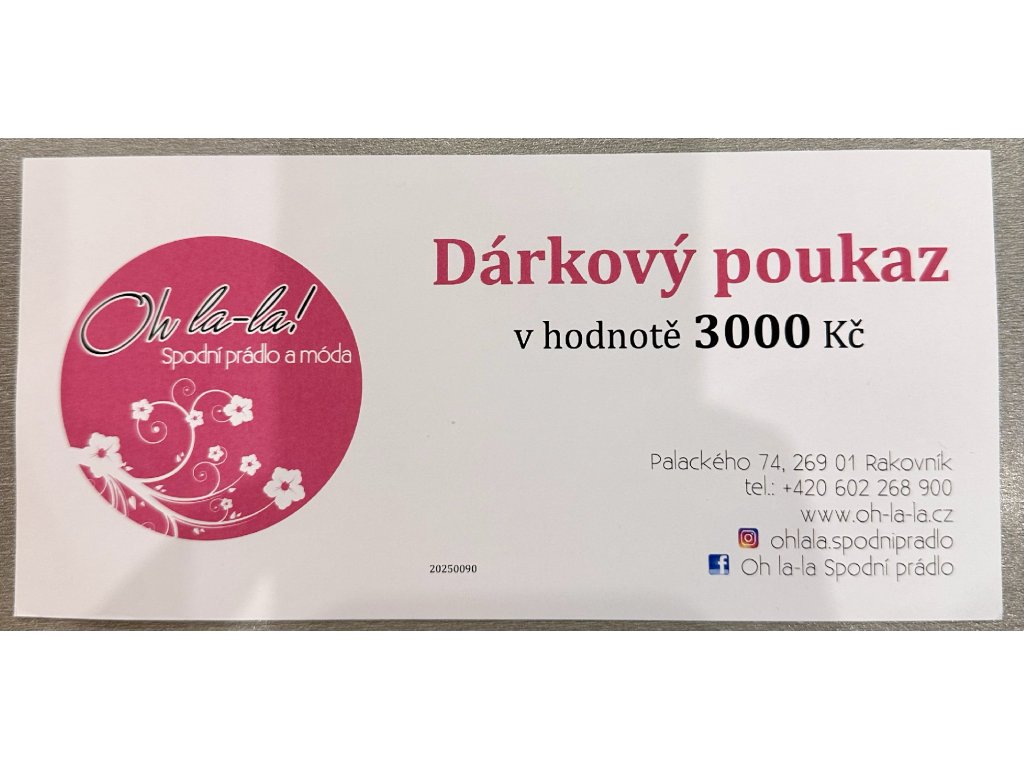 Oh la-la!
Spodní prádlo a móda
Dárkový poukaz
v hodnotě 3000 Kč
Palackého 74, 269 01 Rakovník
tel.: +420 602 268 900
www.oh-la-la.cz
ohlala.spodnipradlo
Oh la-la Spodní prádlo
20250090